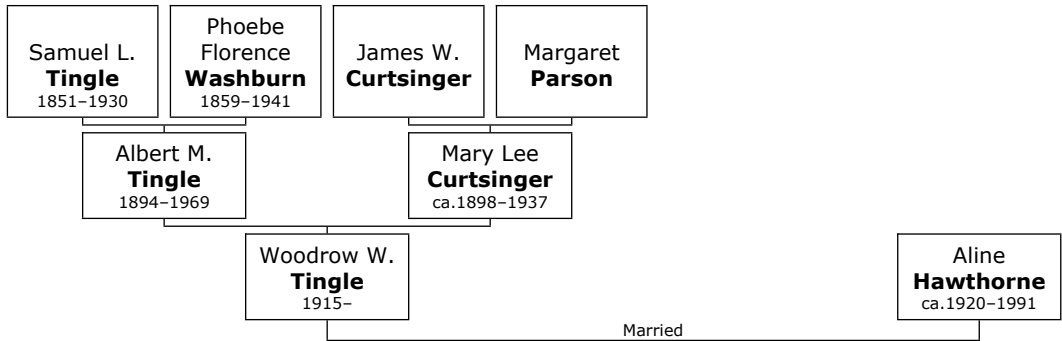 Samuel L.
Tingle
1851–1930
Phoebe
Florence
Washburn
1859–1941
James W.
Curtsinger
Margaret
Parson
Albert M.
Tingle
1894–1969
Mary Lee
Curtsinger
ca.1898–1937
Woodrow W.
Tingle
1915–
Aline
Hawthorne
ca.1920–1991
Married